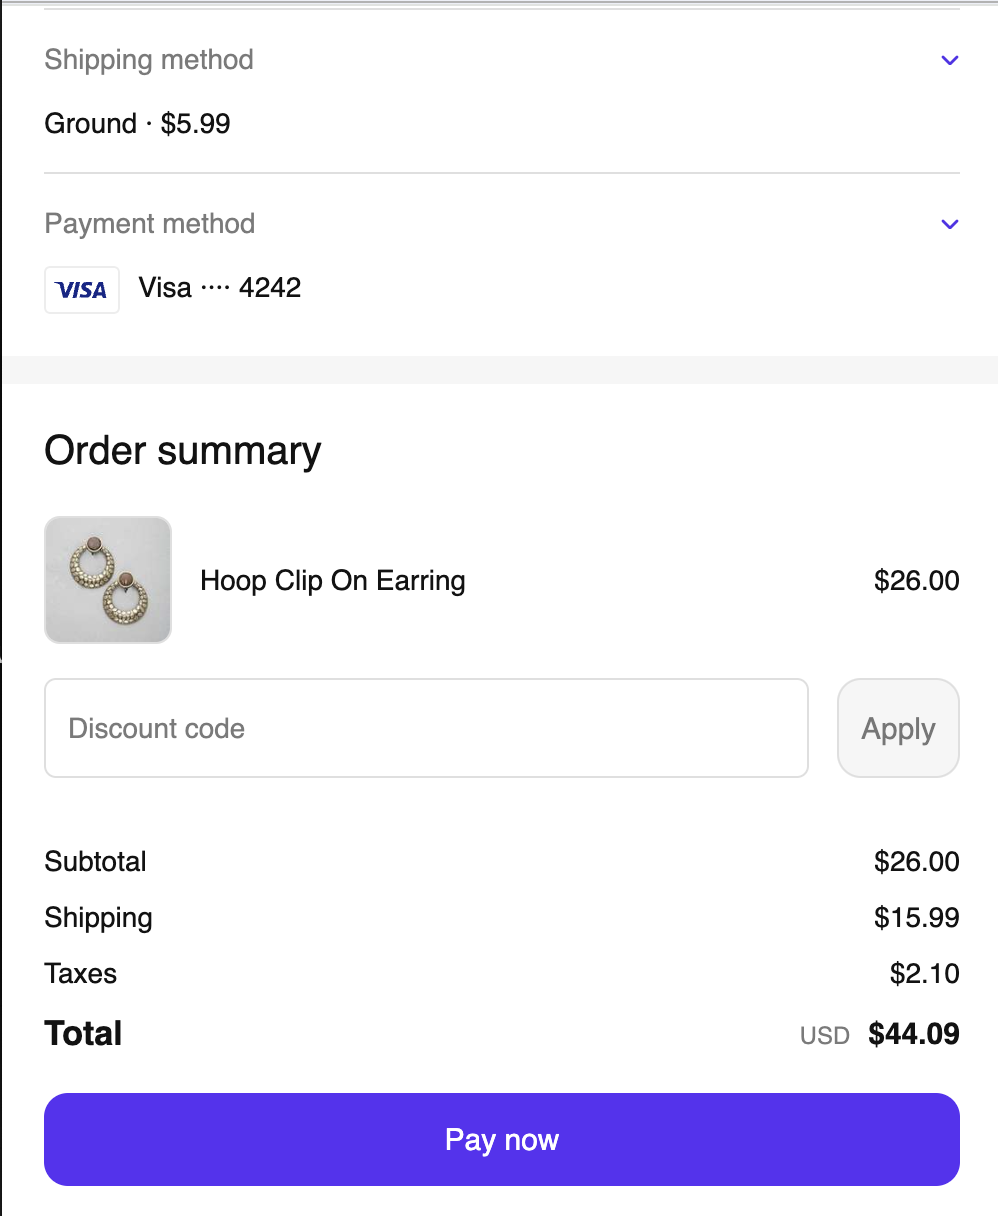 Shipping method
Ground · $5.99
Payment method
VISA Visa ···· 4242
Order summary
Hoop Clip On Earring $26.00
Discount code Apply
Subtotal $26.00
Shipping $15.99
Taxes $2.10
Total USD $44.09
Pay now